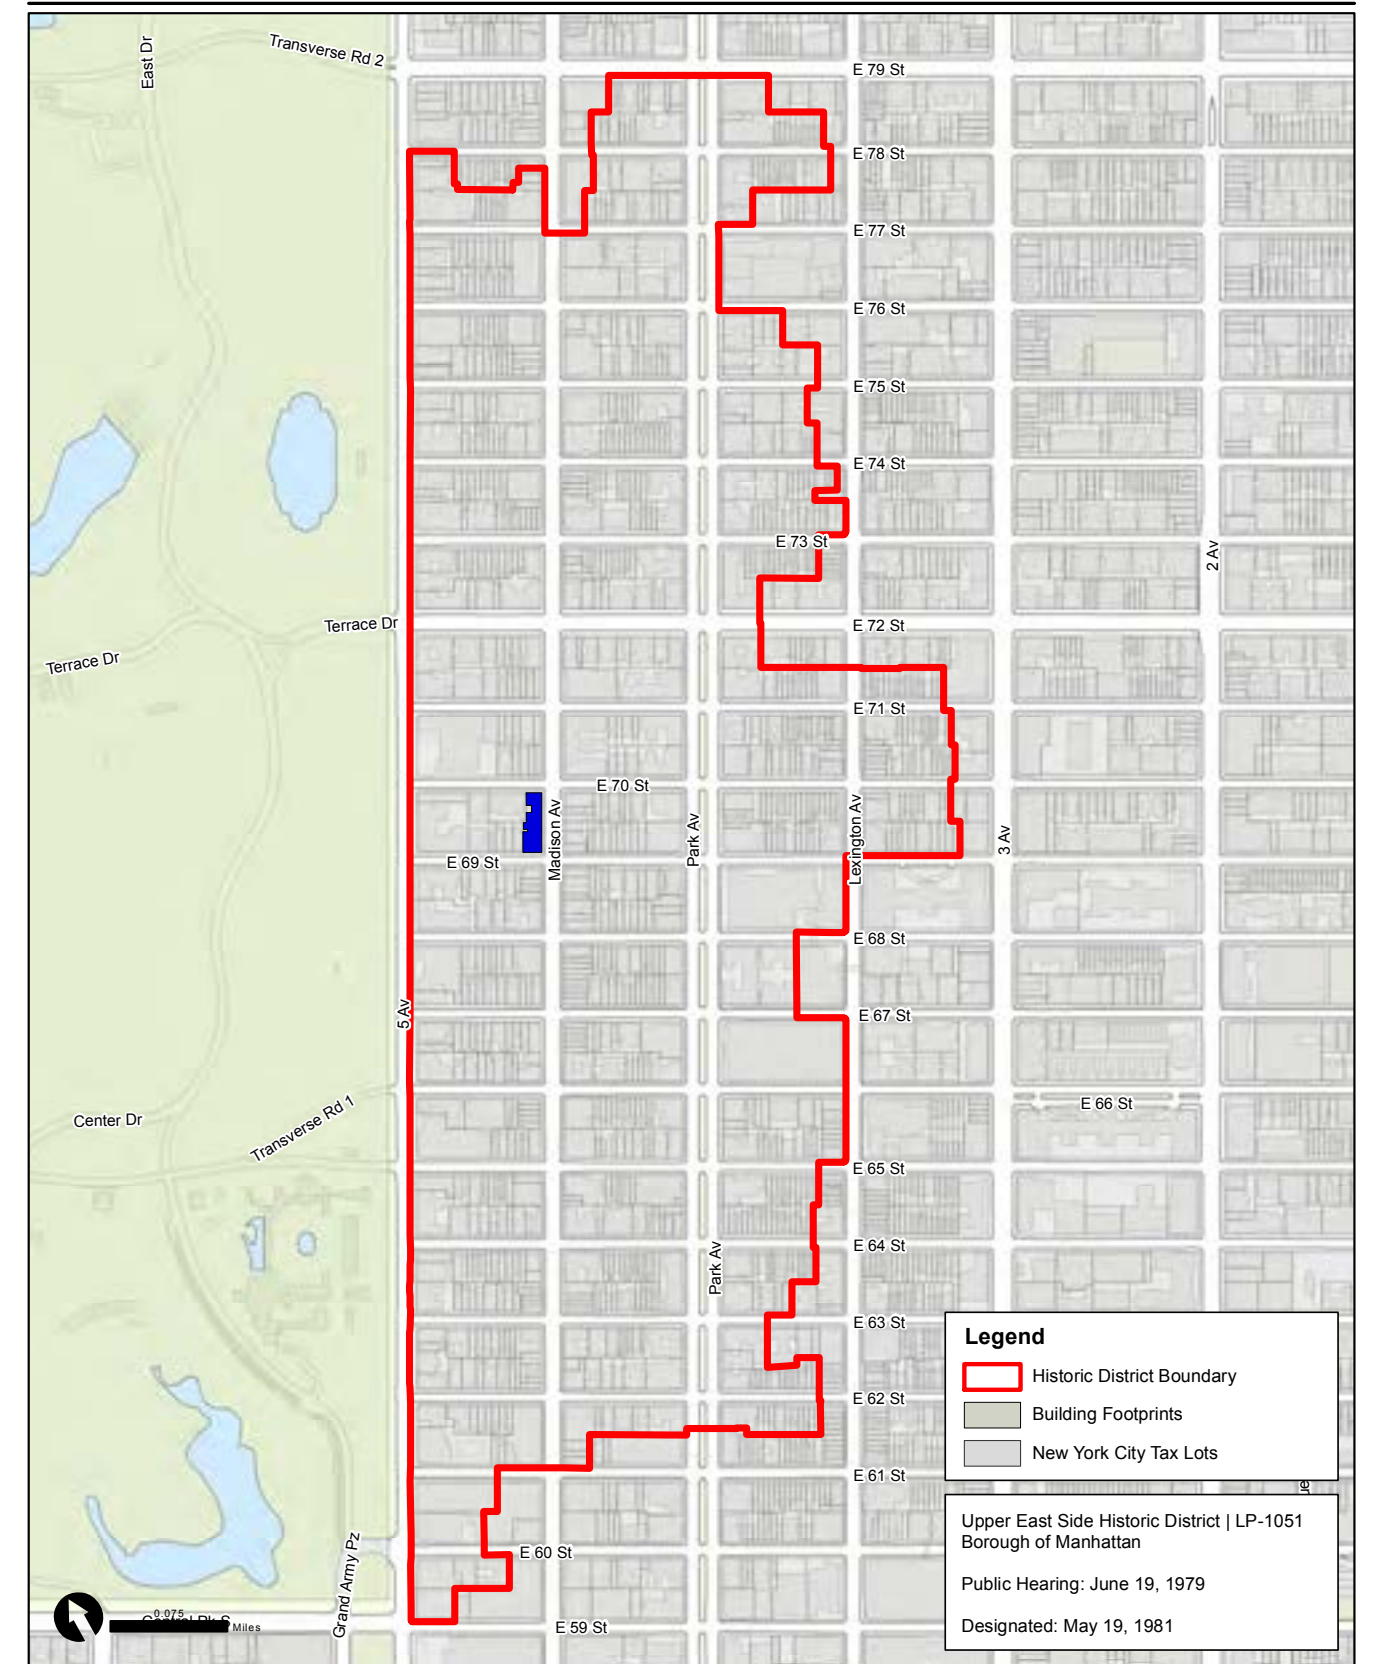 East Dr
Transverse Rd 2
E 79 St
E 78 St
E 77 St
E 76 St
E 75 St
E 74 St
E 73 St
2 Av
E 72 St
Terrace Dr
Terrace Dr
E 71 St
E 70 St
Madison Av
Park Av
Lexington Av
3 Av
E 69 St
E 68 St
5 Av
E 67 St
E 66 St
Center Dr
Transverse Rd 1
E 65 St
E 64 St
Park Av
E 63 St
E 62 St
E 61 St
E 60 St
Grand Army Pz
E 59 St
0.075
Miles
Central Pk S
Legend
Historic District Boundary
Building Footprints
New York City Tax Lots
ue
Upper East Side Historic District | LP-1051
Borough of Manhattan
Public Hearing: June 19, 1979
Designated: May 19, 1981